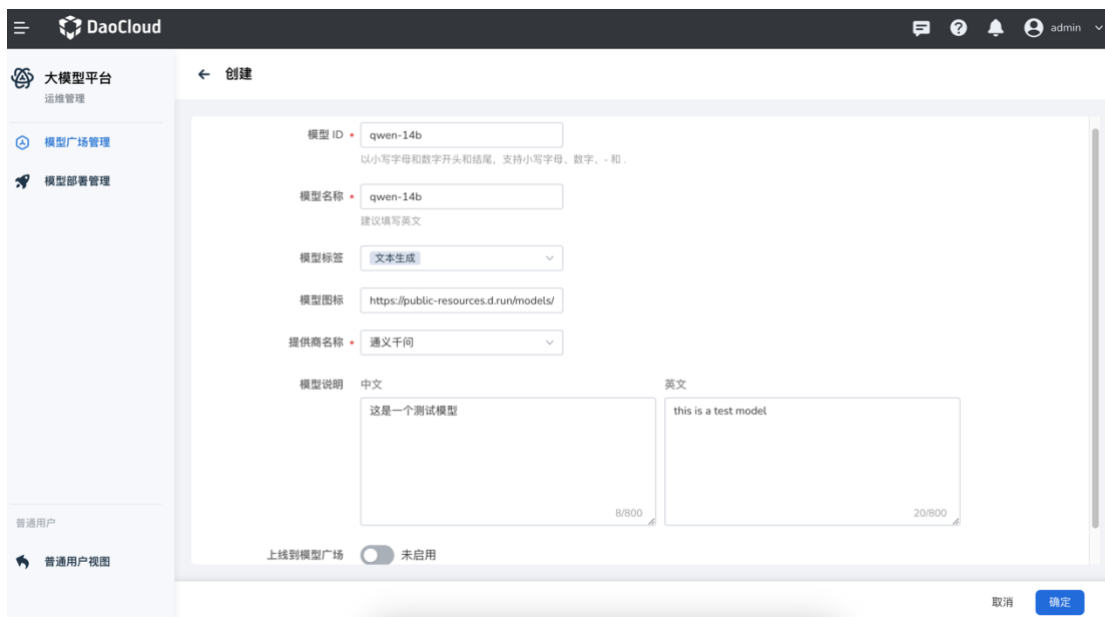 DaoCloud
admin
大模型平台
运维管理
模型广场管理
模型部署管理
普通用户
普通用户视图
创建
模型 ID • qwen-14b
以小写字母和数字开头和结尾，支持小写字母、数字、- 和 .
模型名称 • qwen-14b
建议填写英文
模型标签 文本生成
模型图标 https://public-resources.d.run/models/
提供商名称 • 通义千问
模型说明 中文 英文
这是一个测试模型 this is a test model
8/800 20/800
上线到模型广场 未启用
取消 确定